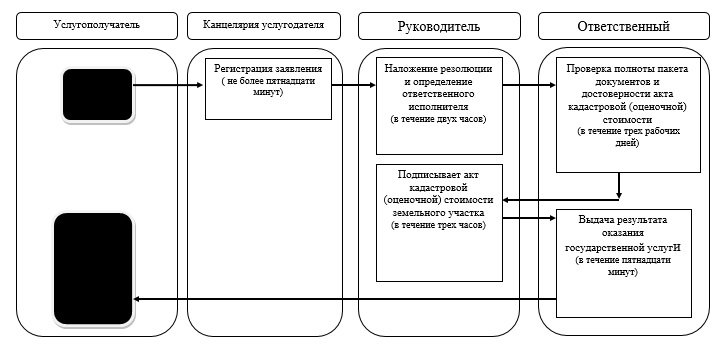 Услугополучатель
Канцелярия услугодателя
Руководитель
Ответственный
Регистрация заявления
( не более пятнадцати
минут)
Наложение резолюции
и определение
ответственного
исполнителя
(в течение двух часов)
Проверка полноты пакета
документов и
достоверности акта
кадастровой (оценочной)
стоимости
(в течение трех рабочих
дней)
Подписывает акт
кадастровой
(оценочной) стоимости
земельного участка
(в течение трех часов)
Выдача результата
оказания
государственной услугИ
(в течение пятнадцати
минут)